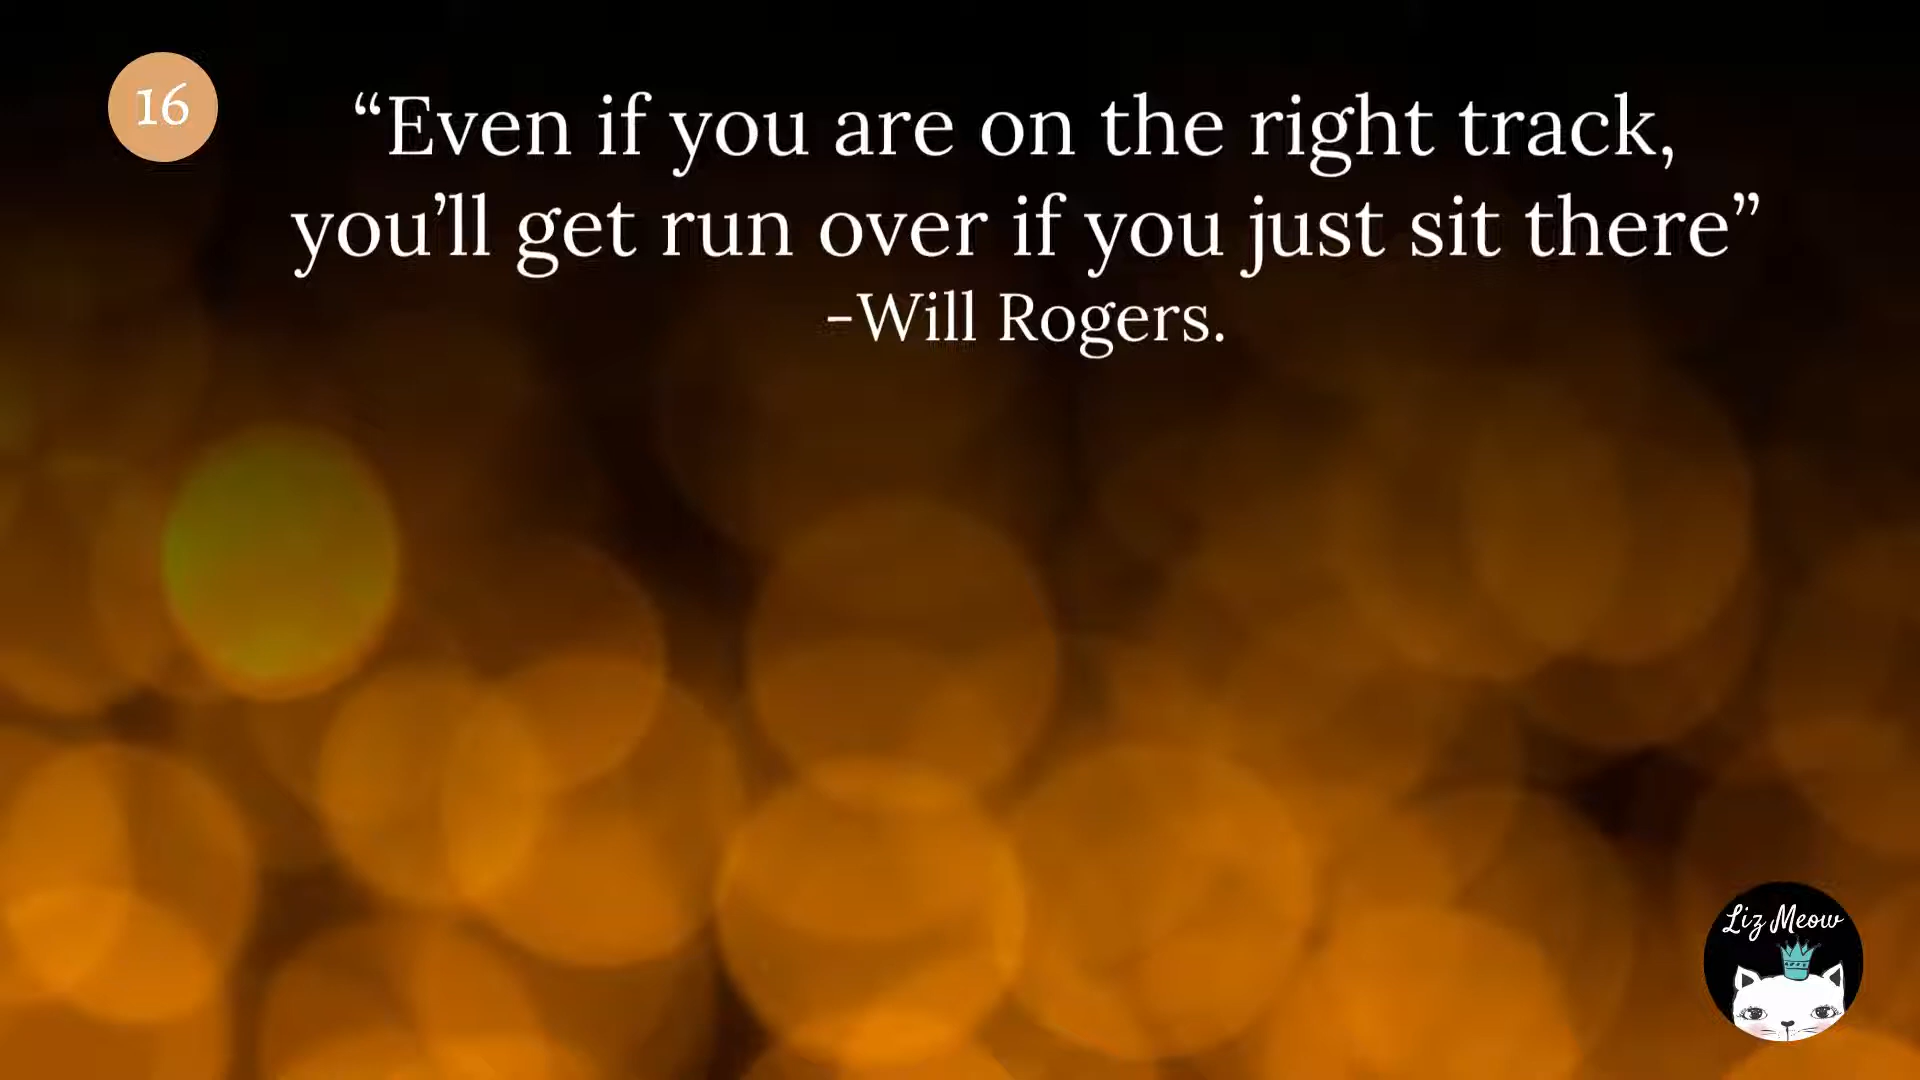 16
“Even if you are on the right track,
you’ll get run over if you just sit there”
-Will Rogers.
Liz Meow